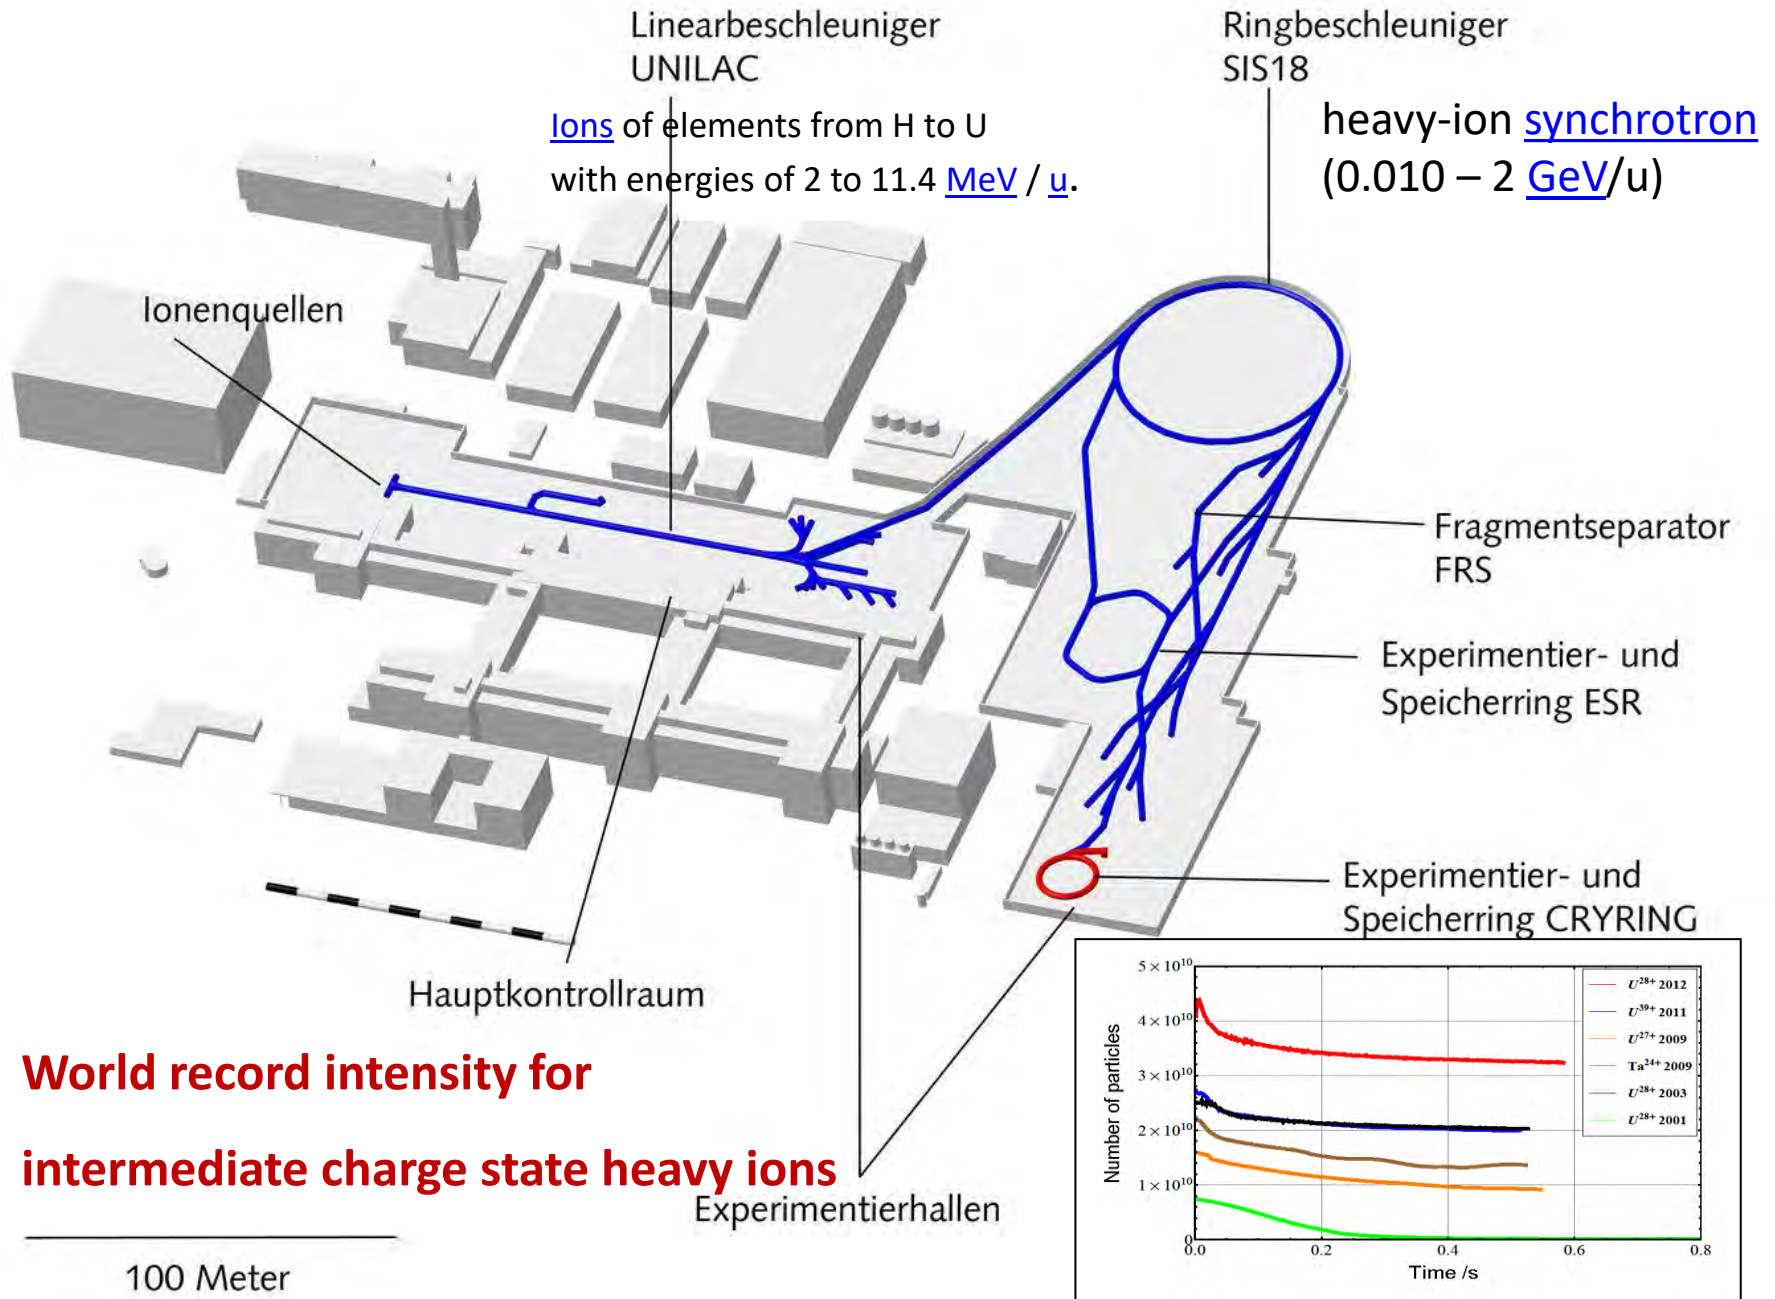 Linearbeschleuniger
UNILAC
Ions of elements from H to U
with energies of 2 to 11.4 MeV / u.
Ringbeschleuniger
SIS18
heavy-ion synchrotron
(0.010 – 2 GeV/u)
Ionenquellen
Fragmentseparator
FRS
Experimentier- und
Speicherring ESR
Experimentier- und
Speicherring CRYRING
Hauptkontrollraum
World record intensity for
intermediate charge state heavy ions
Experimentierhallen
100 Meter
Number of particles
5 × 10¹⁰
4 × 10¹⁰
3 × 10¹⁰
2 × 10¹⁰
1 × 10¹⁰
0
0.0 0.2 0.4 0.6 0.8
Time /s
U²⁸⁺ 2012
U³⁹⁺ 2011
U²⁷⁺ 2009
Ta²⁴⁺ 2009
U²⁸⁺ 2003
U²⁸⁺ 2001